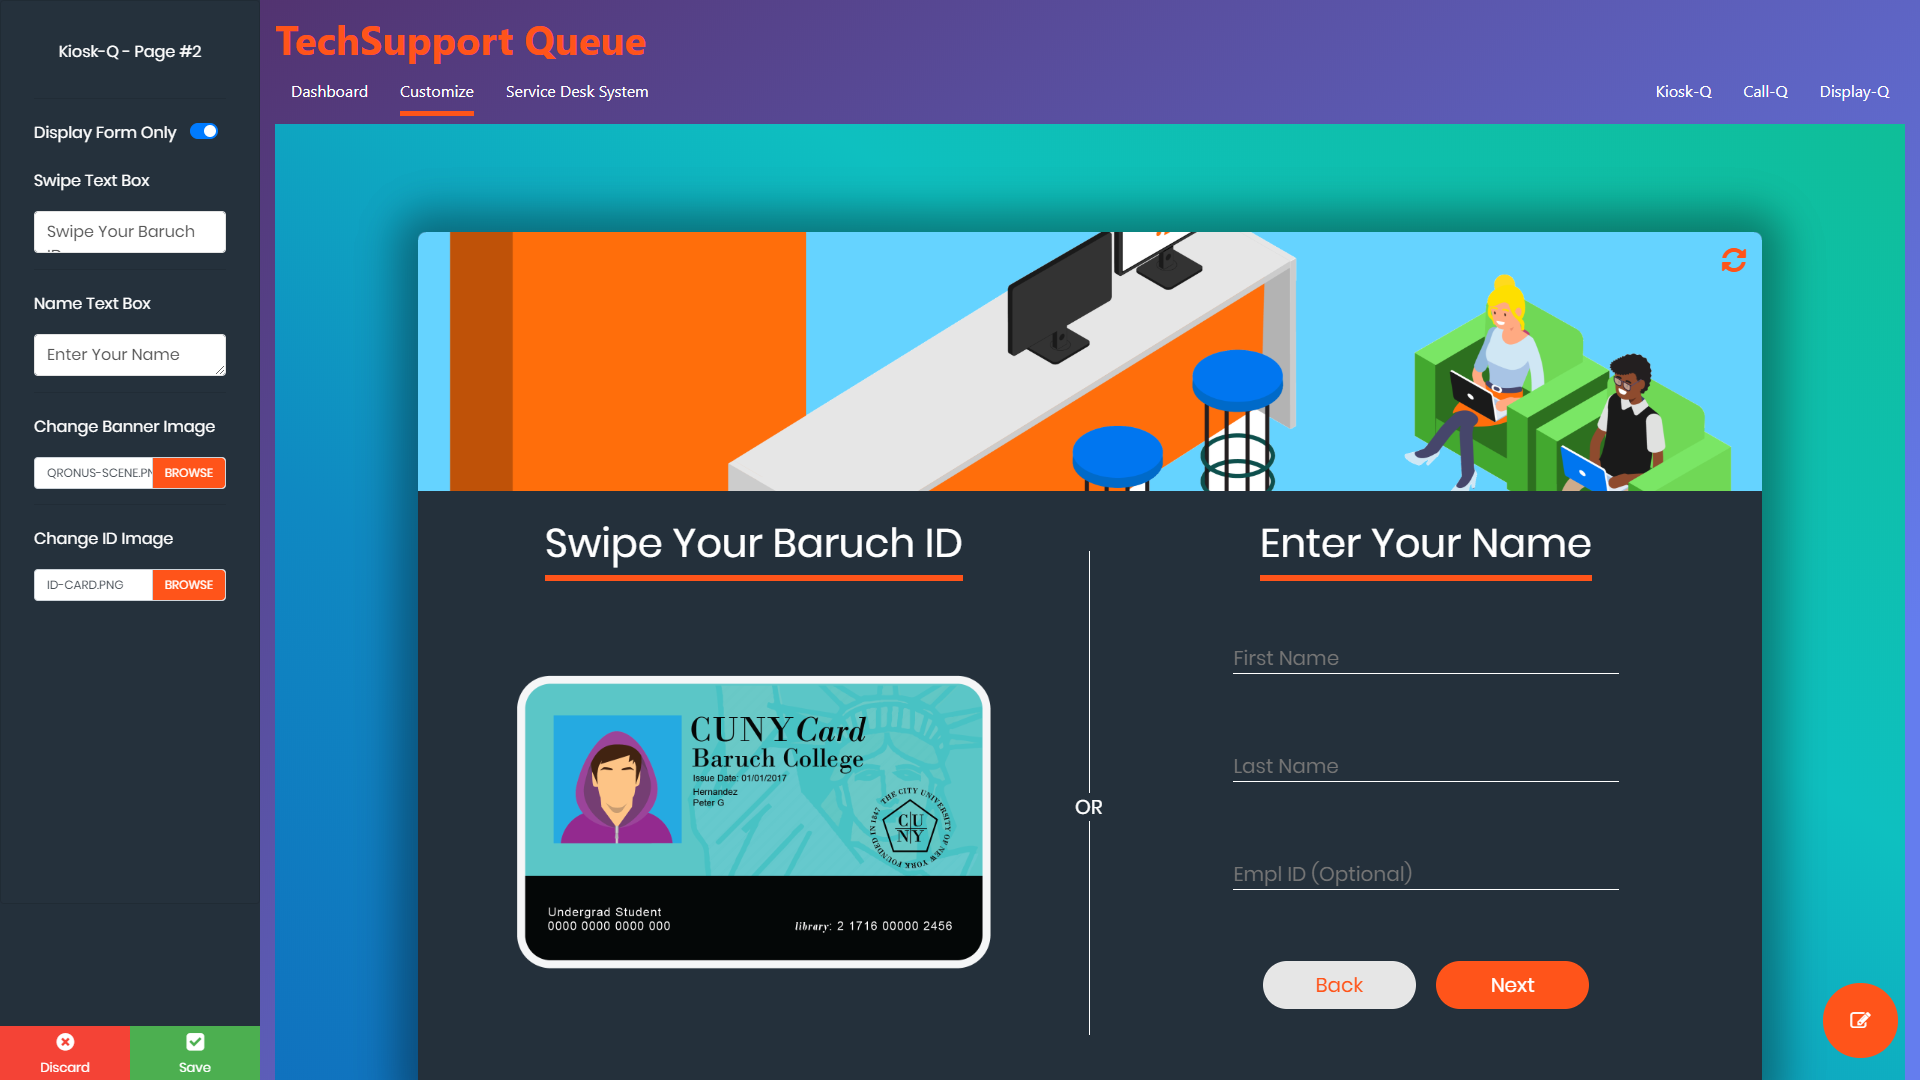 Kiosk-Q - Page #2
Display Form Only
Swipe Text Box
Swipe Your Baruch
Name Text Box
Enter Your Name
Change Banner Image
QRONUS-SCENE.PN BROWSE
Change ID Image
ID-CARD.PNG BROWSE
Discard
Save
TechSupport Queue
Dashboard Customize Service Desk System
Kiosk-Q Call-Q Display-Q
Swipe Your Baruch ID
CUNY Card
Baruch College
Issue Date: 01/01/2017
Hernandez
Peter G
THE CITY UNIVERSITY OF NEW YORK FOUNDED IN 1847
CU
NY
Undergrad Student
0000 0000 0000 000
library: 2 1716 00000 2456
OR
Enter Your Name
First Name
Last Name
Empl ID (Optional)
Back Next